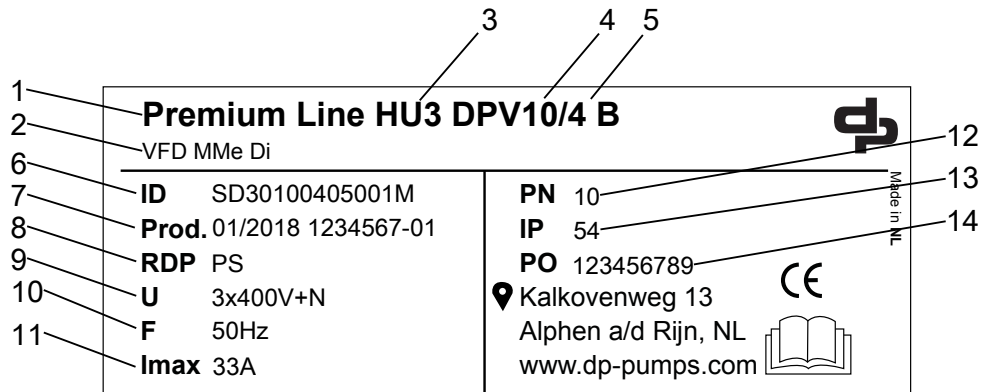 3 4 5
1 Premium Line HU3 DPV10/4 B
2 VFD MMe Di
dp
Made in NL
6 ID SD30100405001M
7 Prod. 01/2018 1234567-01
8 RDP PS
9 U 3x400V+N
10 F 50Hz
11 Imax 33A
PN 10 12
IP 54 13
PO 123456789 14
Kalkovenweg 13
Alphen a/d Rijn, NL
www.dp-pumps.com
CE